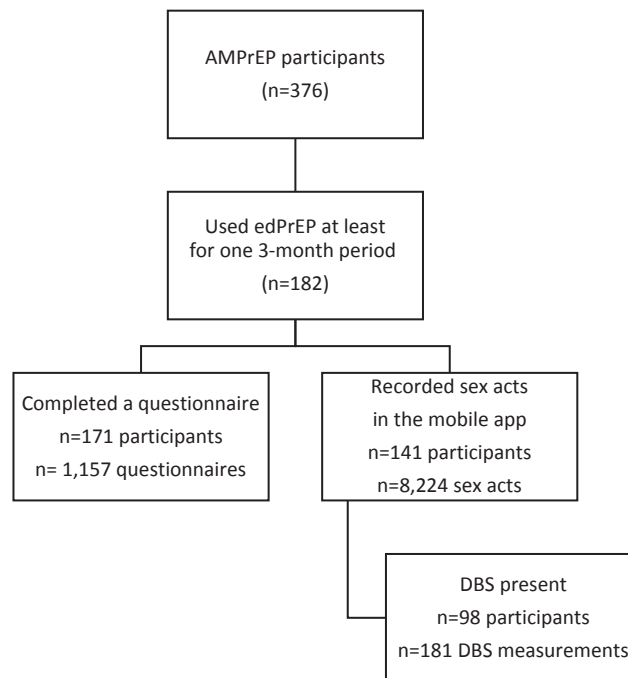 AMPrEP participants
(n=376)
Used edPrEP at least
for one 3-month period
(n=182)
Completed a questionnaire
n=171 participants
n= 1,157 questionnaires
Recorded sex acts
in the mobile app
n=141 participants
n=8,224 sex acts
DBS present
n=98 participants
n=181 DBS measurements